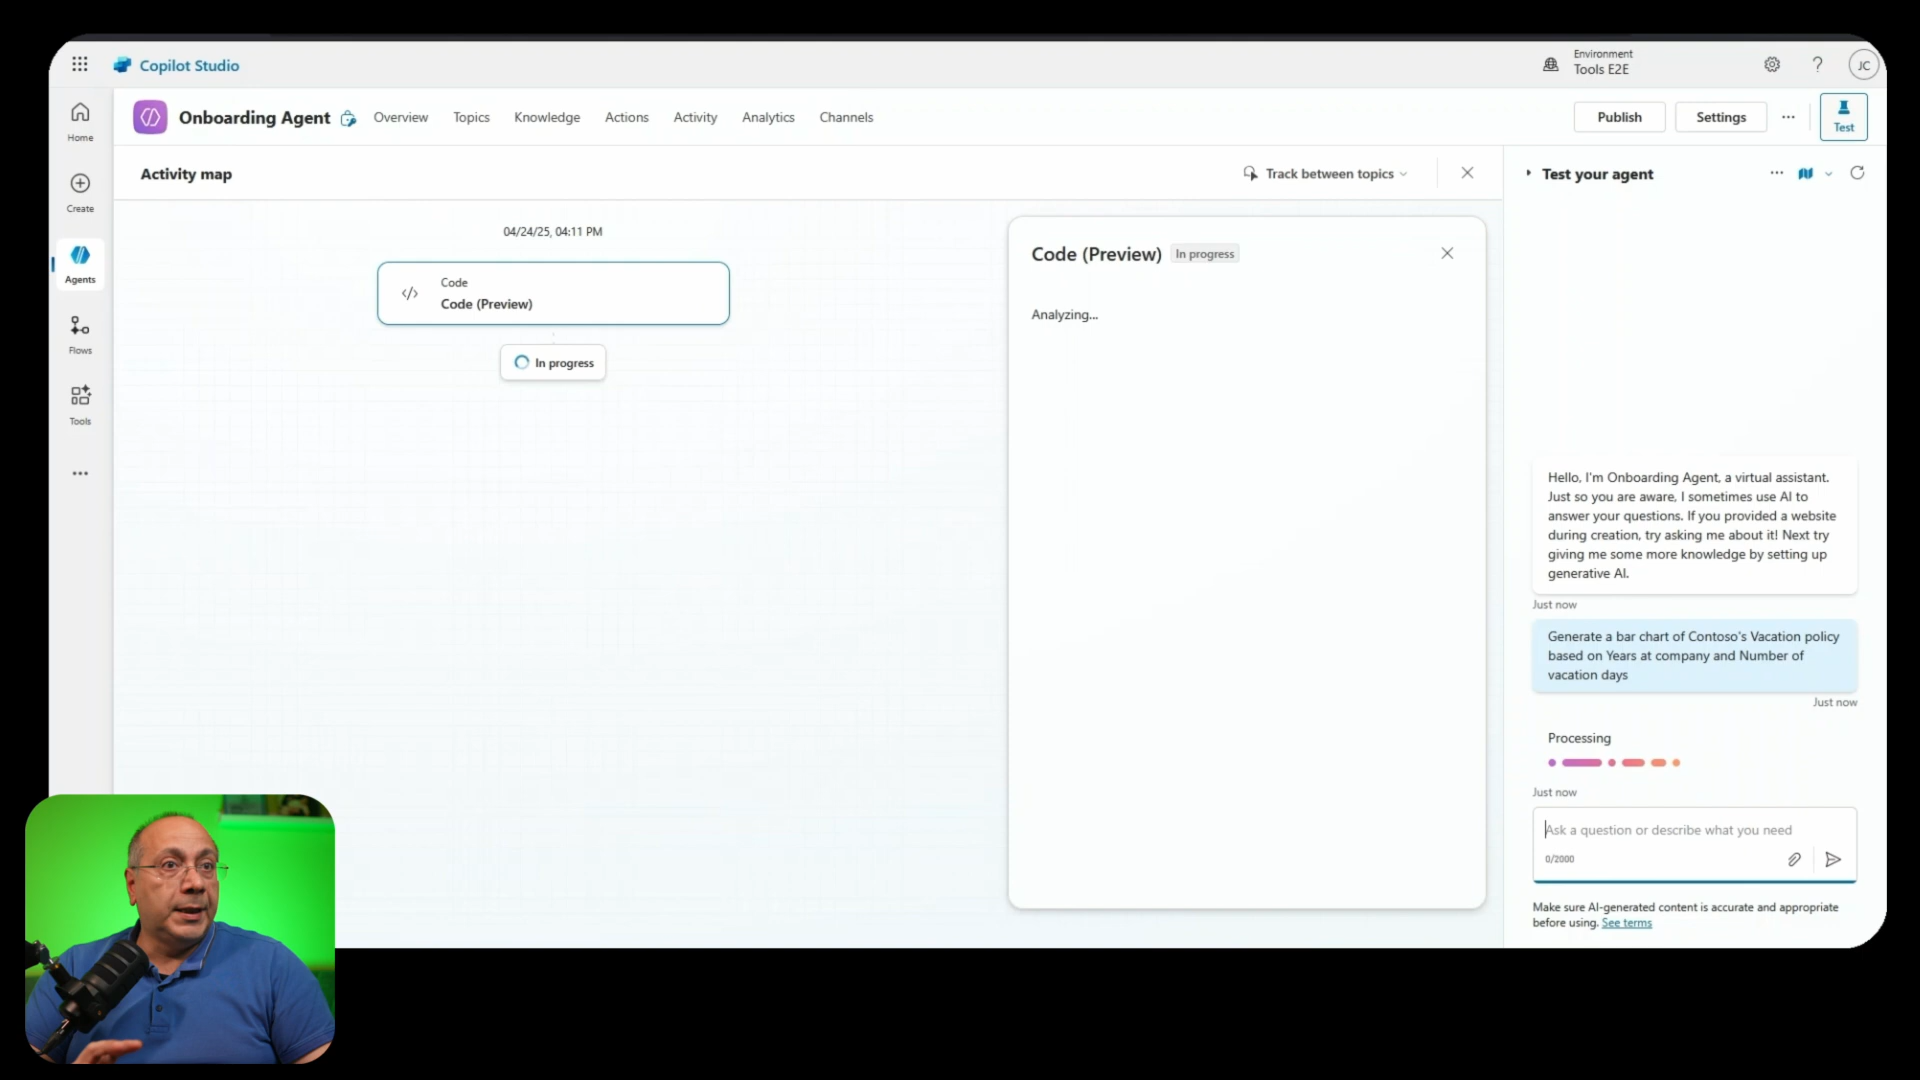 Copilot Studio
Environment
Tools E2E
JC
Home
Create
Agents
Flows
Tools
Onboarding Agent
Overview
Topics
Knowledge
Actions
Activity
Analytics
Channels
Publish
Settings
Test
Activity map
Track between topics
04/24/25, 04:11 PM
Code
Code (Preview)
In progress
Code (Preview)
In progress
Analyzing...
Test your agent
Hello, I'm Onboarding Agent, a virtual assistant.
Just so you are aware, I sometimes use AI to
answer your questions. If you provided a website
during creation, try asking me about it! Next try
giving me some more knowledge by setting up
generative AI.
Just now
Generate a bar chart of Contoso's Vacation policy
based on Years at company and Number of
vacation days
Just now
Processing
Just now
Ask a question or describe what you need
0/2000
Make sure AI-generated content is accurate and appropriate
before using. See terms